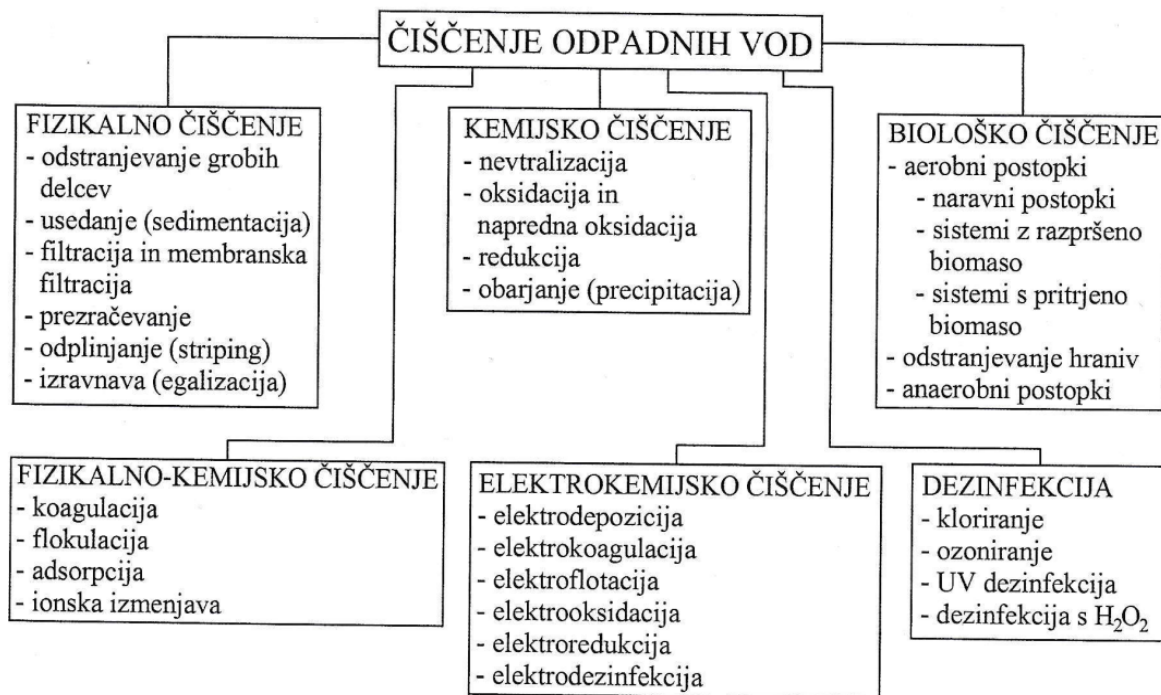 ČIŠČENJE ODPADNIH VOD
FIZIKALNO ČIŠČENJE
- odstranjevanje grobih
delcev
- usedanje (sedimentacija)
- filtracija in membranska
filtracija
- prezračevanje
- odplinjanje (striping)
- izravnava (egalizacija)
KEMIJSKO ČIŠČENJE
- nevtralizacija
- oksidacija in
napredna oksidacija
- redukcija
- obarjanje (precipitacija)
BIOLOŠKO ČIŠČENJE
- aerobni postopki
- naravni postopki
- sistemi z razpršeno
biomaso
- sistemi s pritrjeno
biomaso
- odstranjevanje hraniv
- anaerobni postopki
FIZIKALNO-KEMIJSKO ČIŠČENJE
- koagulacija
- flokulacija
- adsorpcija
- ionska izmenjava
ELEKTROKEMIJSKO ČIŠČENJE
- elektrodepozicija
- elektrokoagulacija
- elektroflotacija
- elektrooksidacija
- elektroredukcija
- elektrodezinfekcija
DEZINFEKCIJA
- kloriranje
- ozoniranje
- UV dezinfekcija
- dezinfekcija s H₂O₂